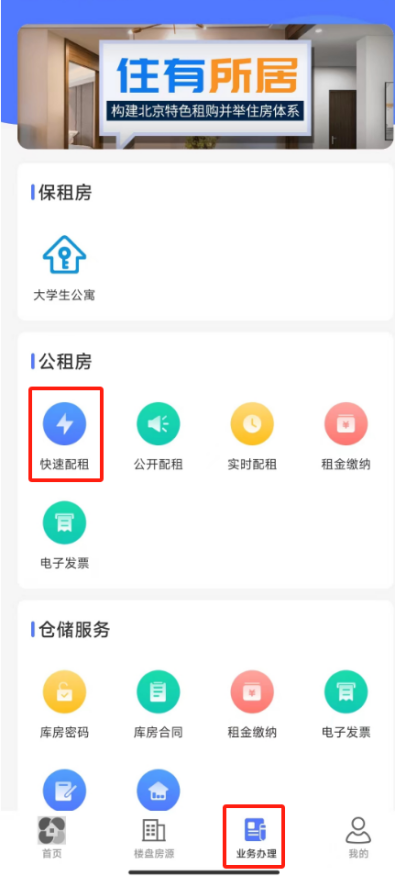 住有所居
构建北京特色租购并举住房体系
保租房
大学生公寓
公租房
快速配租
公开配租
实时配租
租金缴纳
电子发票
仓储服务
库房密码
库房合同
租金缴纳
电子发票
首页
楼盘房源
业务办理
我的